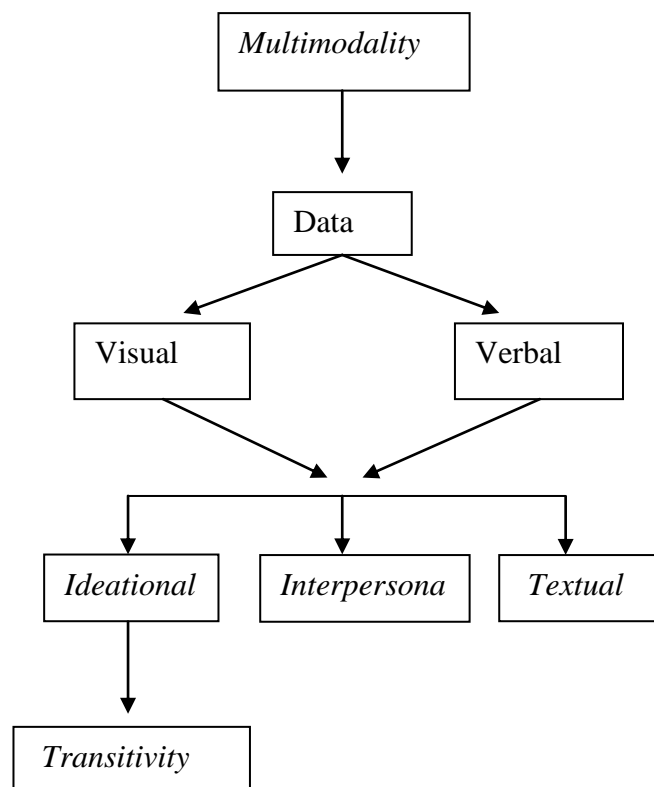 Multimodality
Data
Visual Verbal
Ideational Interpersona Textual
Transitivity